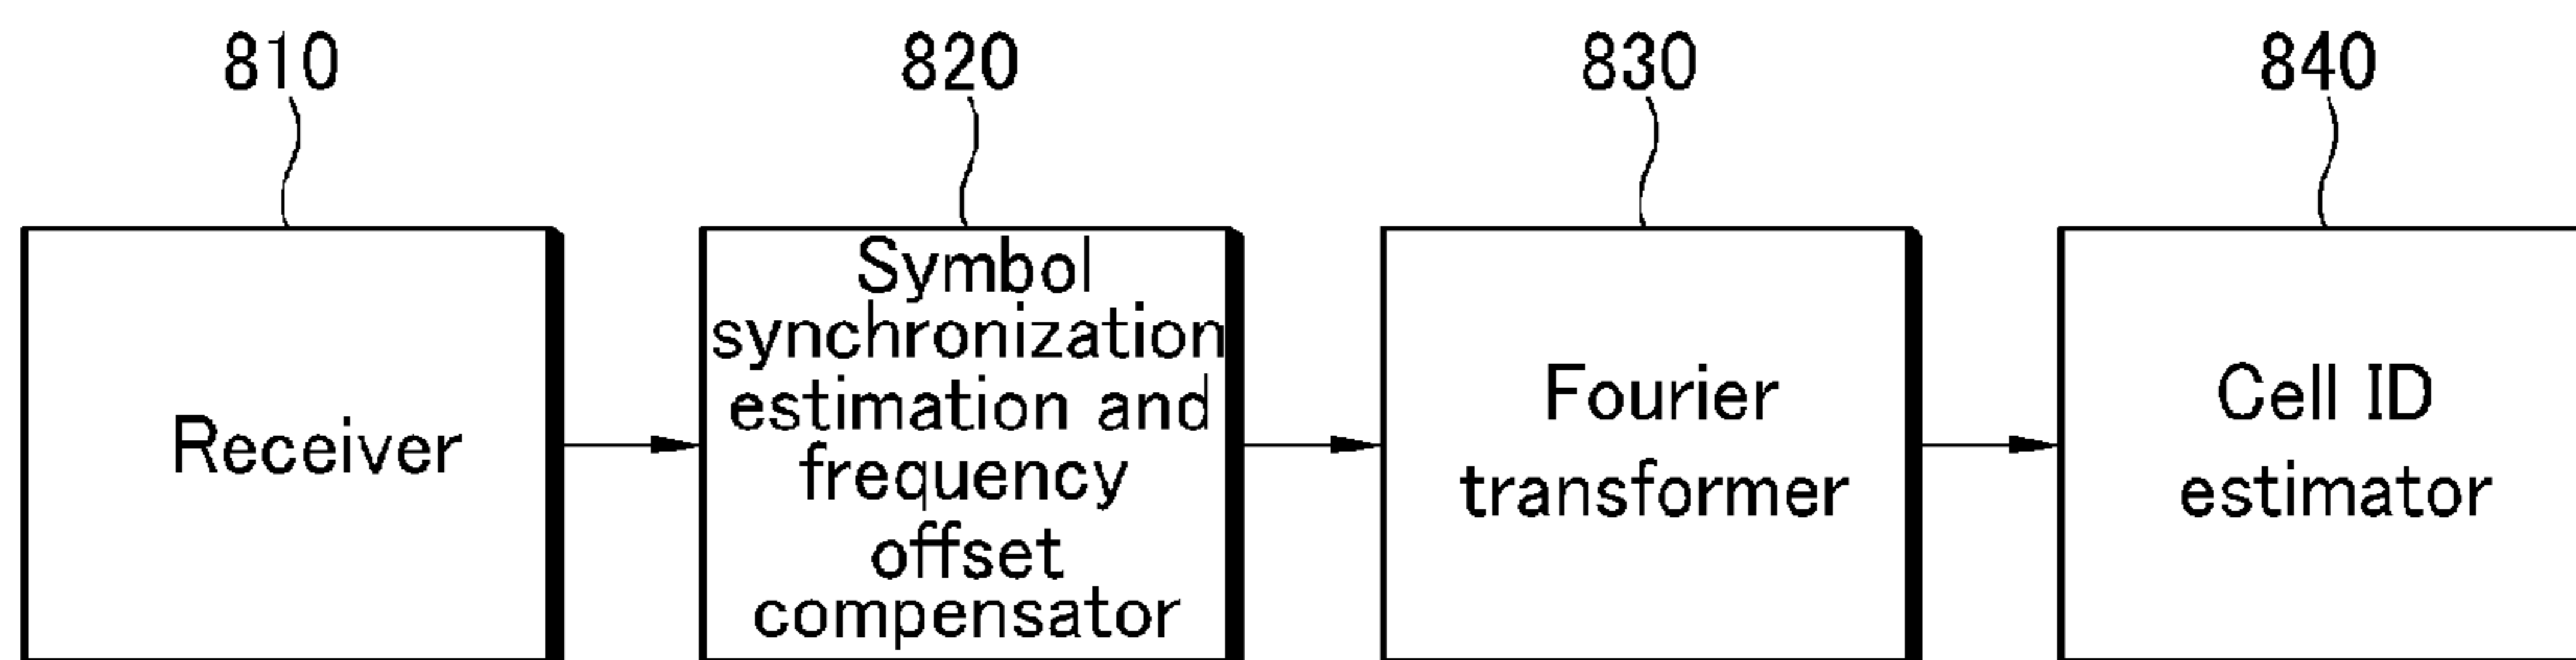 810
820
830
840
Receiver
Symbol
synchronization
estimation and
frequency
offset
compensator
Fourier
transformer
Cell ID
estimator